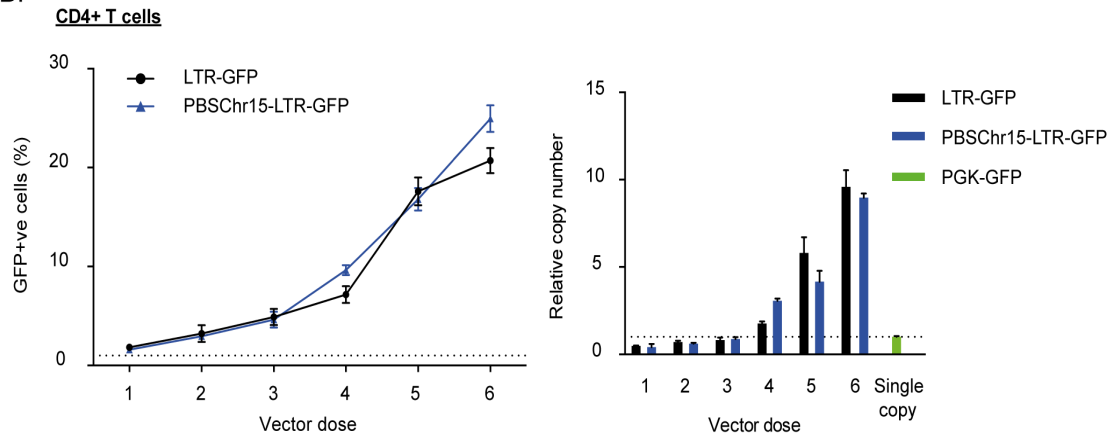 CD4+ T cells
30
20
10
0
GFP+ve cells (%)
LTR-GFP
PBSChr15-LTR-GFP
1 2 3 4 5 6
Vector dose
15
10
5
0
Relative copy number
LTR-GFP
PBSChr15-LTR-GFP
PGK-GFP
1 2 3 4 5 6 Single
copy
Vector dose